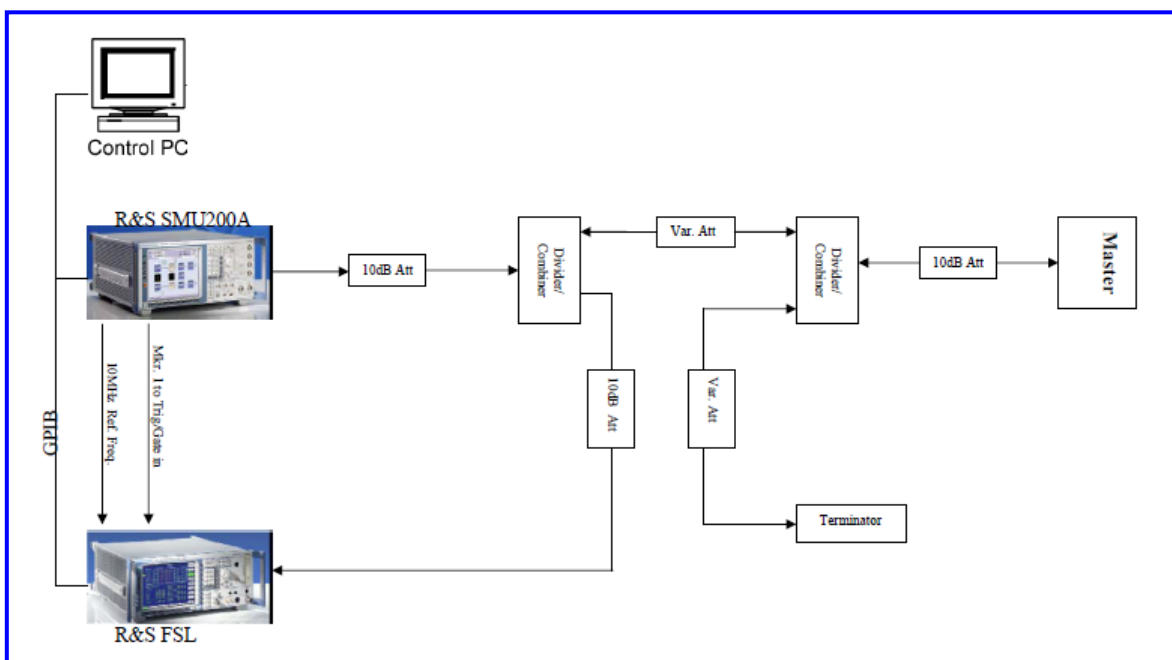 Control PC
R&S SMU200A
10dB Att
Divider/
Combiner
Var. Att
Divider/
Combiner
10dB Att
Master
GPIB
10MHz Ref. Freq.
Mkr. 1 to Trig/Gate in
10dB Att
Var. Att
Terminator
R&S FSL